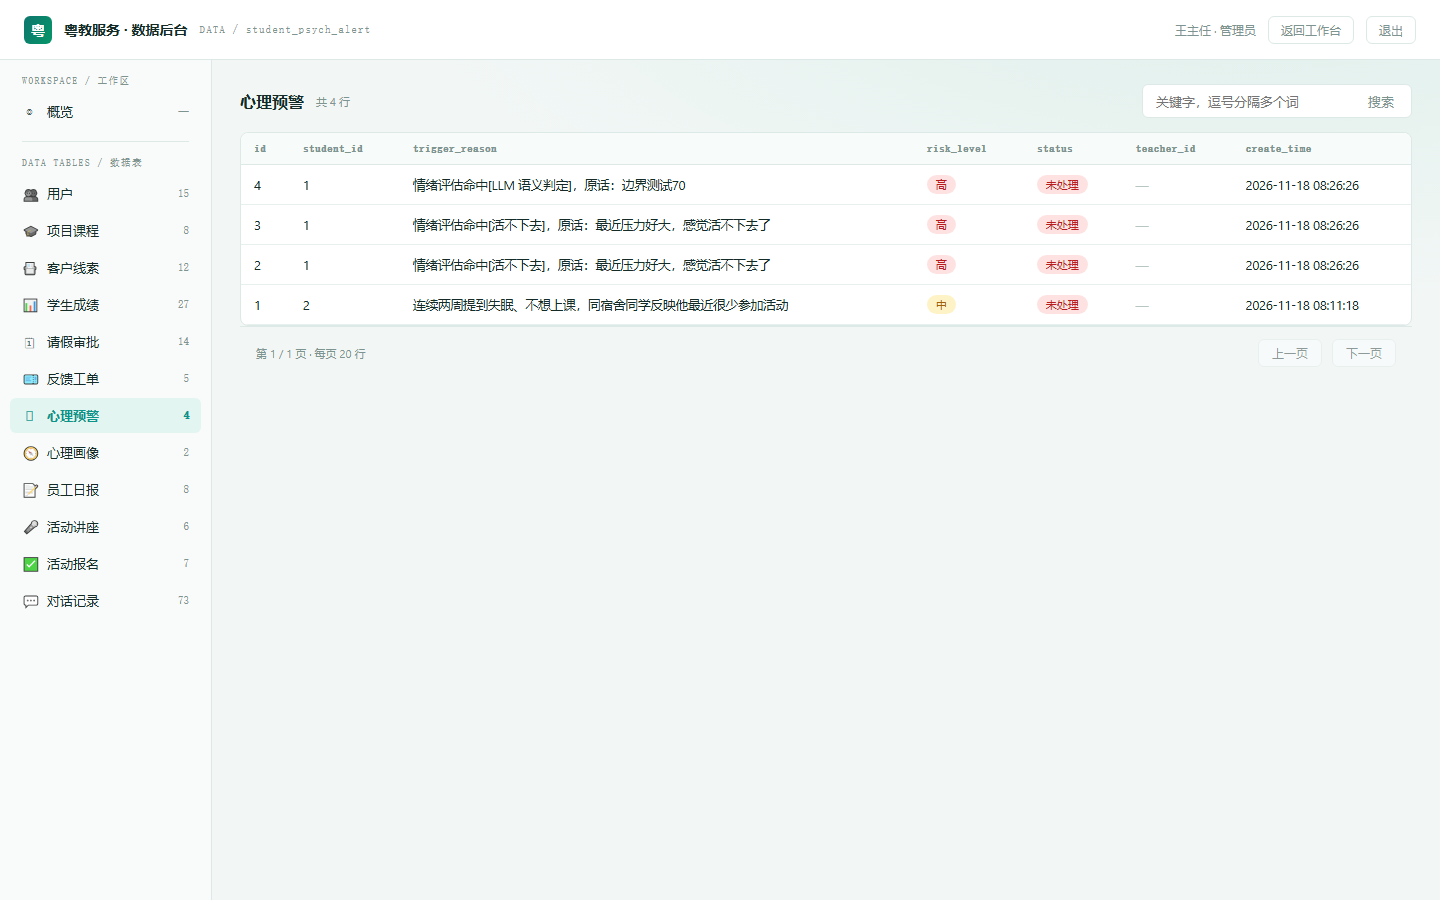 粤 粤教服务 · 数据后台 DATA / student_psych_alert 王主任 · 管理员 返回工作台 退出
WORKSPACE / 工作区
概览 —
DATA TABLES / 数据表
用户 15
项目课程 8
客户线索 12
学生成绩 27
请假审批 14
反馈工单 5
心理预警 4
心理画像 2
员工日报 8
活动讲座 6
活动报名 7
对话记录 73
心理预警 共 4 行 关键字，逗号分隔多个词 搜索
id student_id trigger_reason risk_level status teacher_id create_time
4 1 情绪评估命中[LLM 语义判定]，原话：边界测试70 高 未处理 — 2026-11-18 08:26:26
3 1 情绪评估命中[活不下去]，原话：最近压力好大，感觉活不下去了 高 未处理 — 2026-11-18 08:26:26
2 1 情绪评估命中[活不下去]，原话：最近压力好大，感觉活不下去了 高 未处理 — 2026-11-18 08:26:26
1 2 连续两周提到失眠、不想上课，同宿舍同学反映他最近很少参加活动 中 未处理 — 2026-11-18 08:11:18
第 1 / 1 页 · 每页 20 行 上一页 下一页